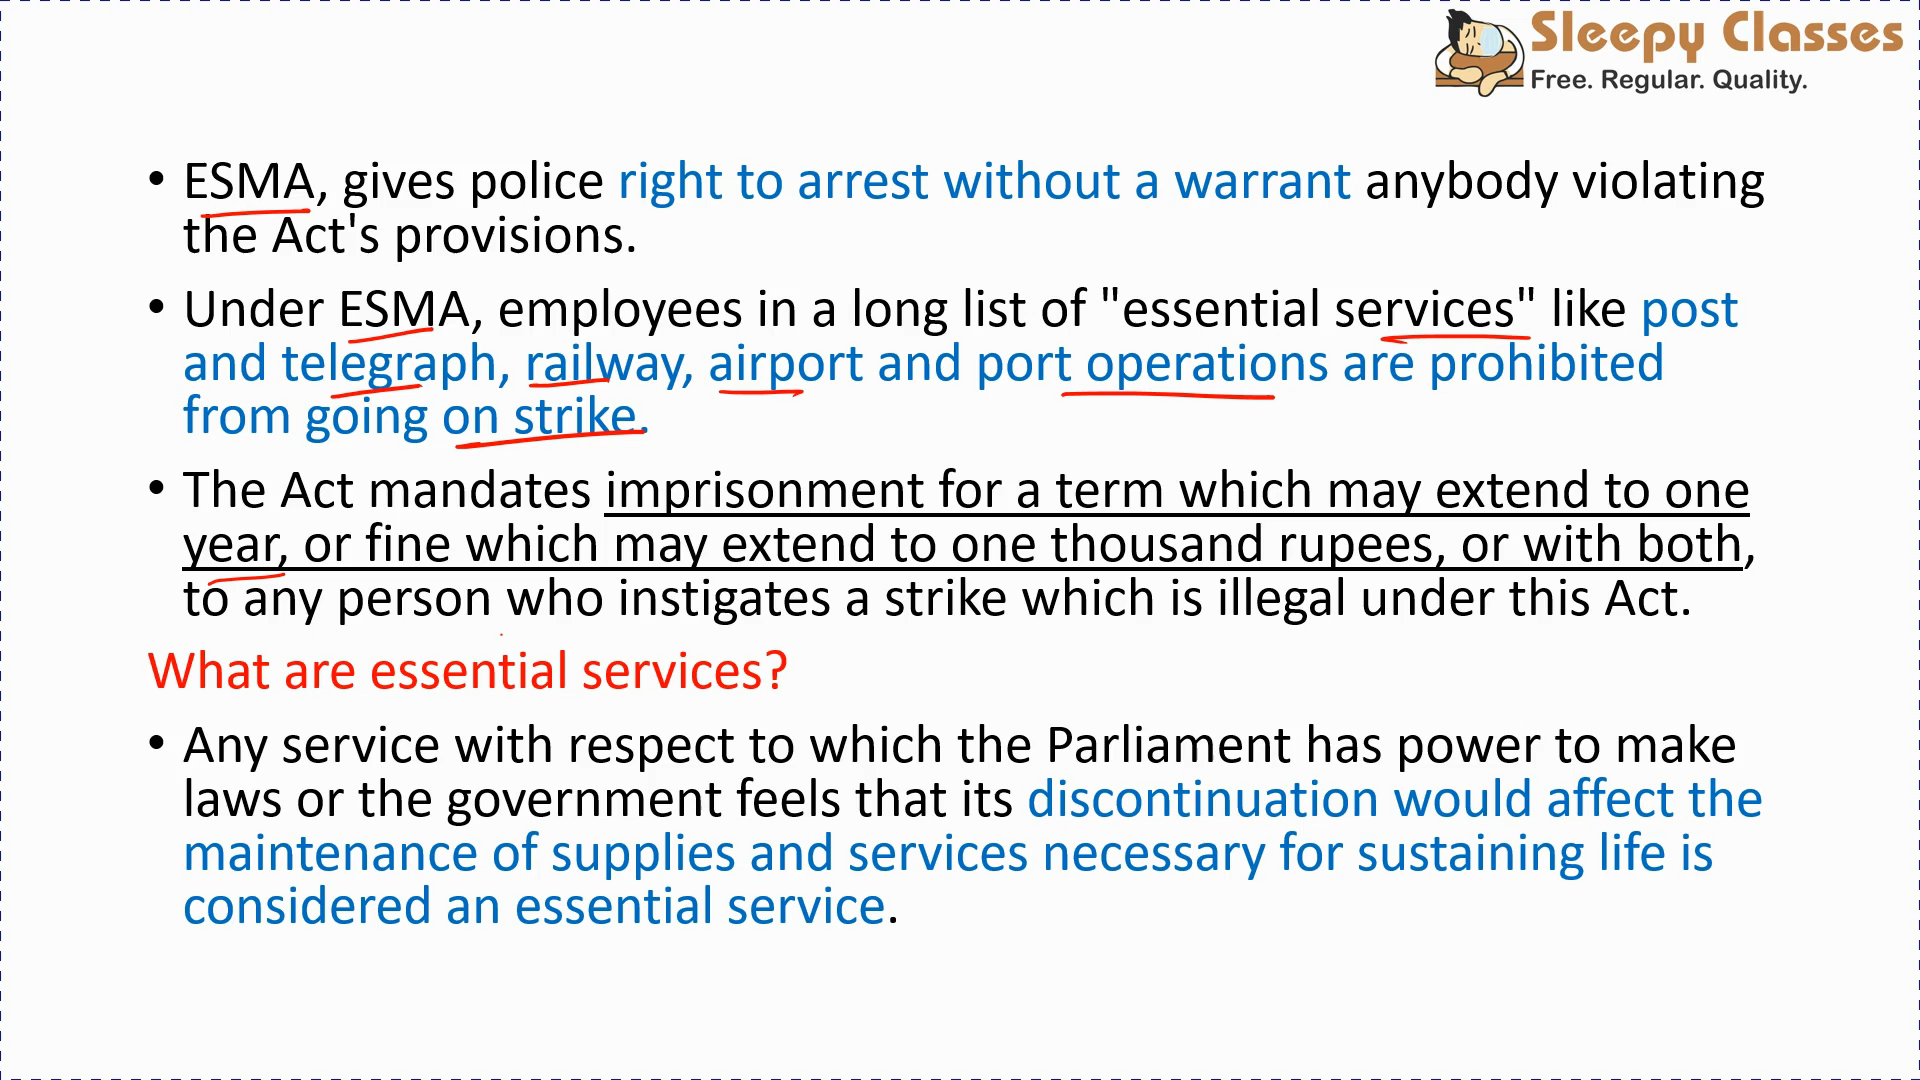 Sleepy Classes
Free. Regular. Quality.
• ESMA, gives police right to arrest without a warrant anybody violating
the Act's provisions.
• Under ESMA, employees in a long list of "essential services" like post
and telegraph, railway, airport and port operations are prohibited
from going on strike.
• The Act mandates imprisonment for a term which may extend to one
year, or fine which may extend to one thousand rupees, or with both,
to any person who instigates a strike which is illegal under this Act.
What are essential services?
• Any service with respect to which the Parliament has power to make
laws or the government feels that its discontinuation would affect the
maintenance of supplies and services necessary for sustaining life is
considered an essential service.